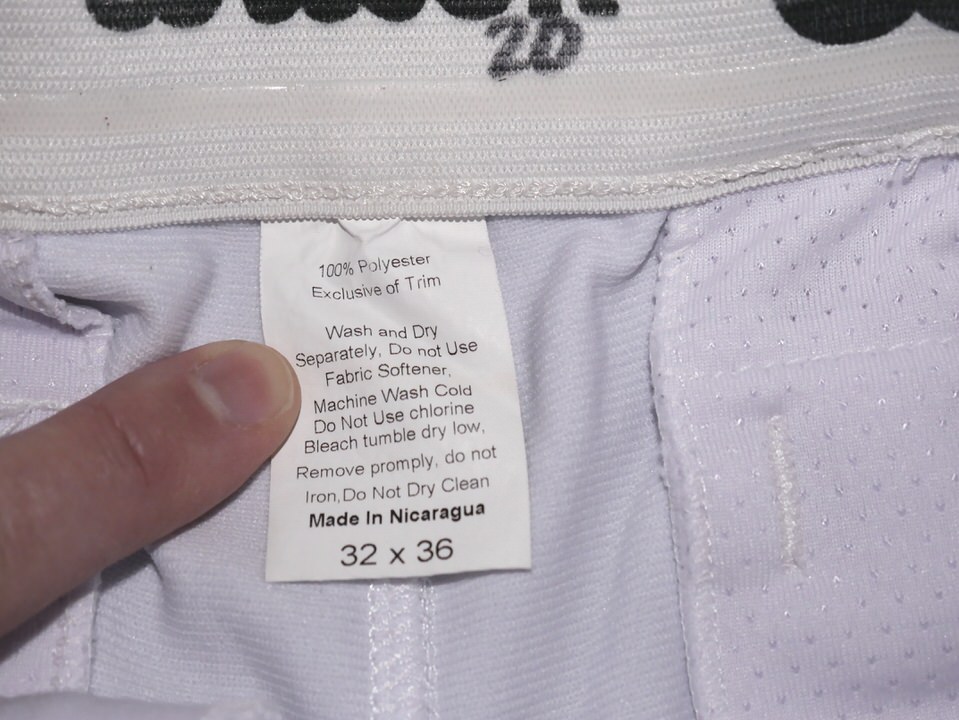 20
100% Polyester
Exclusive of Trim
Wash and Dry
Separately, Do not Use
Fabric Softener,
Machine Wash Cold
Do Not Use chlorine
Bleach tumble dry low,
Remove promply, do not
Iron,Do Not Dry Clean
Made In Nicaragua
32 x 36